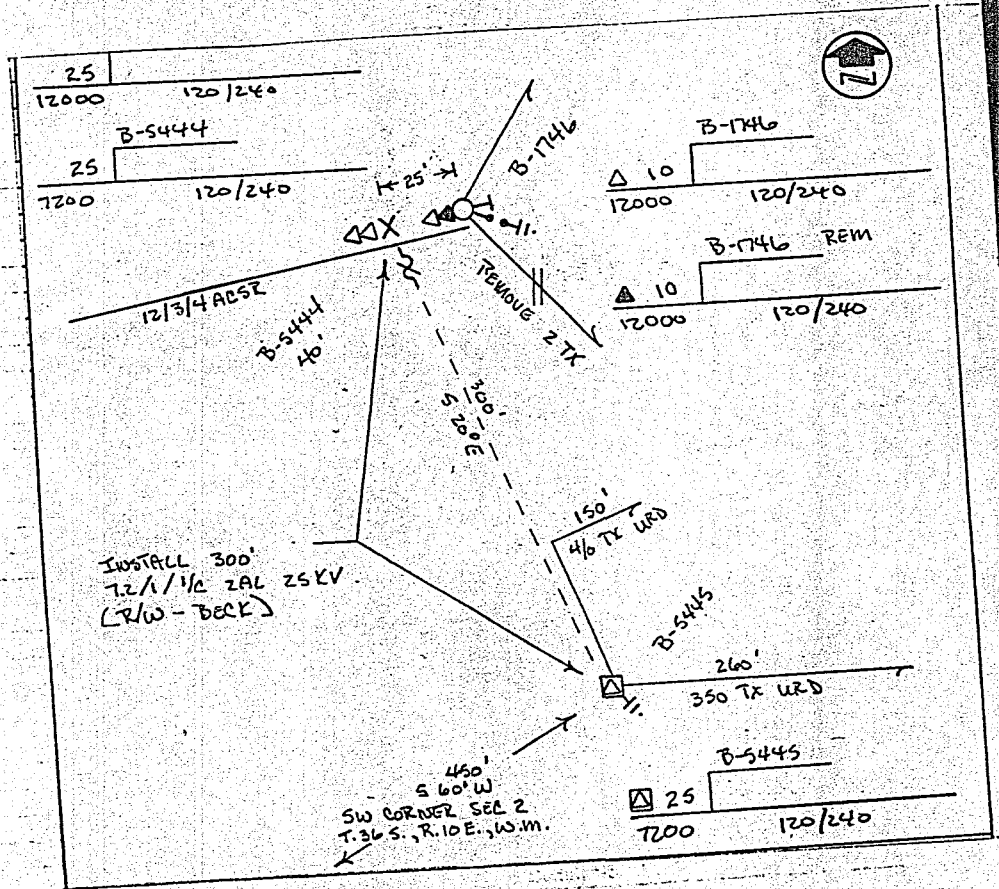 25
12000 120/240
B-5444
25
7200 120/240
25'
B-1746
B-1746
10
12000 120/240
B-1746 REM
10
12000 120/240
12/3/4 ACSR
B-5444
40'
REMOVE 2 TX
300'
S 20° E
150'
4/0 TX URD
INSTALL 300'
7.2/1/1/C 2AL 25KV.
(R/W - BECK)
B-5445
260'
350 TX URD
450'
S 60° W
SW CORNER SEC 2
T.36 S., R.10 E., W.M.
B-5445
25
7200 120/240